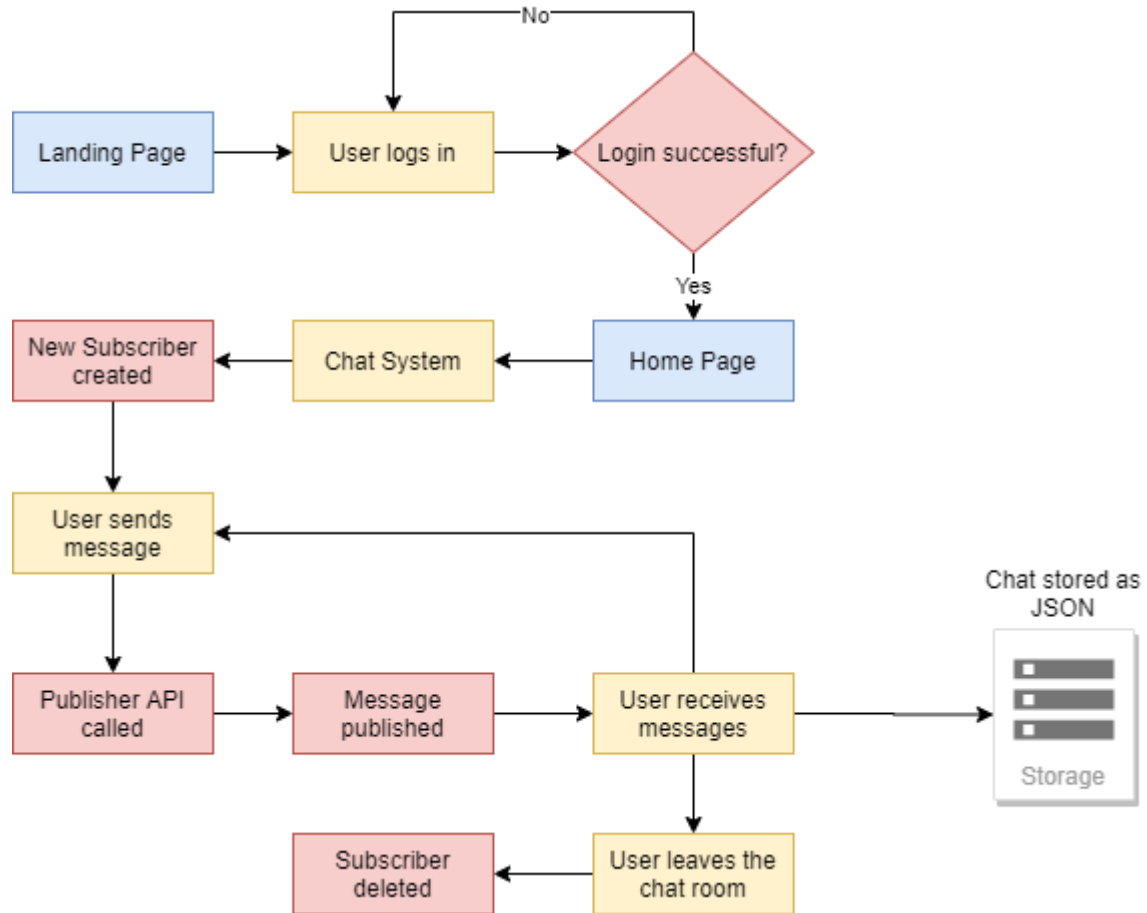 No
Landing Page
User logs in
Login successful?
Yes
New Subscriber
created
Chat System
Home Page
User sends
message
Chat stored as
JSON
Publisher API
called
Message
published
User receives
messages
Storage
Subscriber
deleted
User leaves the
chat room